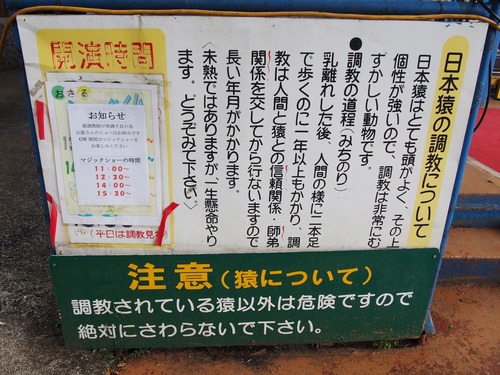 日本猿の調教について
日本猿はとても頭がよく、その上
個性が強いので、調教は非常にむ
ずかしい動物です。
●調教の道程(みちのり)
乳離れした後、人間の様に二本足
で歩くのに一年以上もかかり、調
教は人間と猿との信頼関係・師弟
関係を交してから行ないますので
長い年月がかかります。
〈未熟ではありますが、一生懸命やり
ます。どうぞみて下さい〉
開演時間
おさる
お知らせ
マジックショーの時間
11:00~
12:30~
14:00~
15:30~
(平日は調教見物
注意(猿について)
調教されている猿以外は危険ですので
絶対にさわらないで下さい。